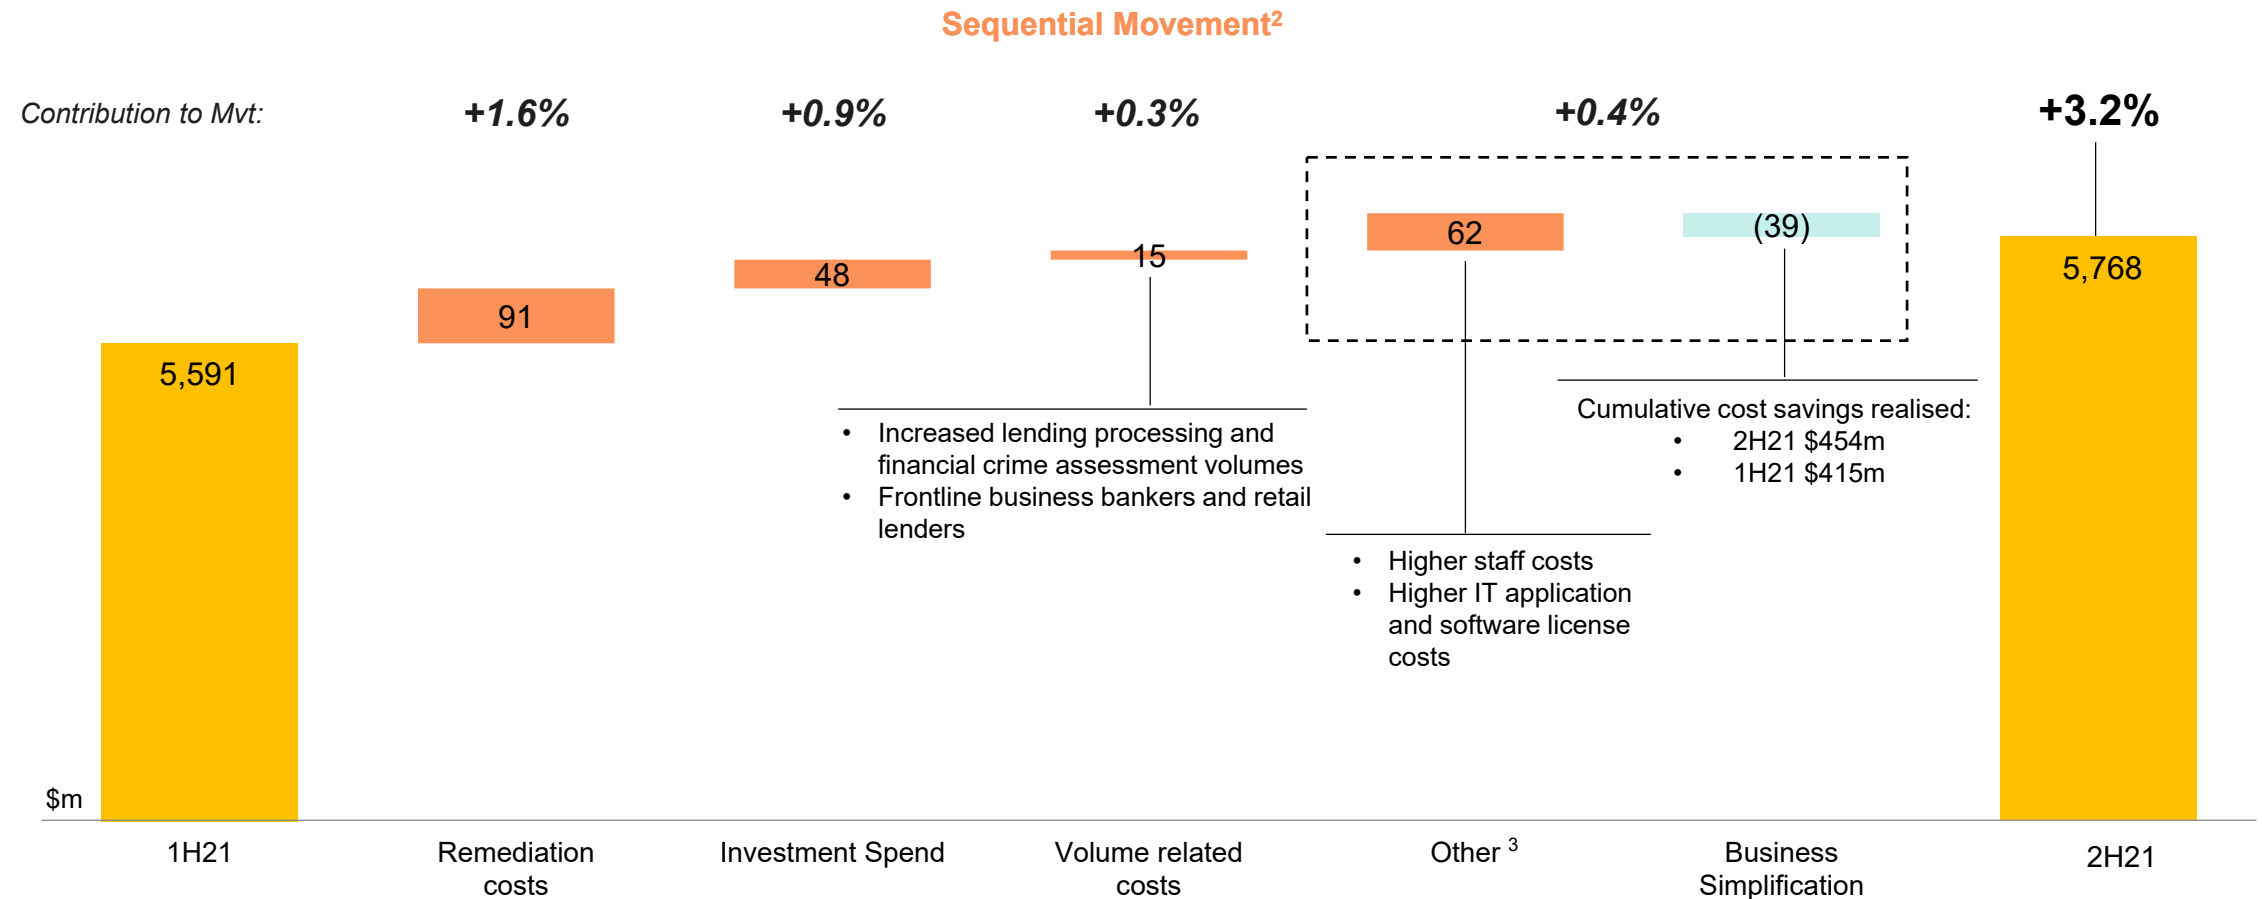 Sequential Movement²
Contribution to Mvt:
+1.6%
+0.9%
+0.3%
+0.4%
+3.2%
5,591
91
48
15
62
(39)
5,768
• Increased lending processing and
financial crime assessment volumes
• Frontline business bankers and retail
lenders
• Higher staff costs
• Higher IT application
and software license
costs
Cumulative cost savings realised:
• 2H21 $454m
• 1H21 $415m
$m
1H21
Remediation
costs
Investment Spend
Volume related
costs
Other ³
Business
Simplification
2H21